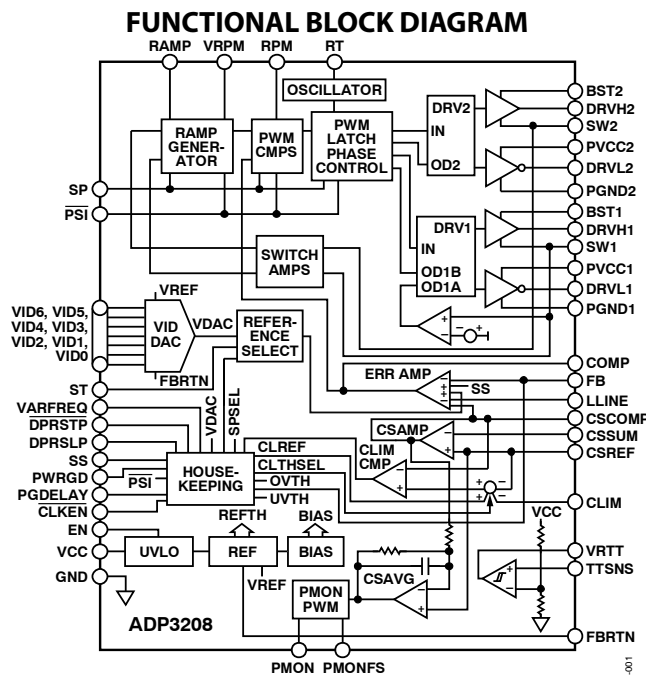 FUNCTIONAL BLOCK DIAGRAM
RAMP VRPM RPM RT
OSCILLATOR
RAMP
GENER-
ATOR
PWM
CMPS
PWM
LATCH
PHASE
CONTROL
DRV2
IN
OD2
BST2
DRVH2
SW2
PVCC2
DRVL2
PGND2
SP
PSI
SWITCH
AMPS
DRV1
IN
OD1B
OD1A
BST1
DRVH1
SW1
PVCC1
DRVL1
PGND1
VREF
VID6, VID5,
VID4, VID3,
VID2, VID1,
VID0
VID
DAC
VDAC
FBRTN
REFER-
ENCE
SELECT
ERR AMP
SS
COMP
FB
LLINE
CSCOMP
CSSUM
CSREF
CLIM
ST
VARFREQ
DPRSTP
DPRSLP
SS
PWRGD
PGDELAY
CLKEN
EN
VCC
GND
VDAC
SPSEL
HOUSE-
KEEPING
PSI
CLREF
CLTHSEL
OVTH
UVTH
CLIM
CMP
CSAMP
REFTH
BIAS
UVLO
REF
BIAS
VREF
CSAVG
PMON
PWM
VCC
VRTT
TTSNS
FBRTN
ADP3208
PMON PMONFS
-001